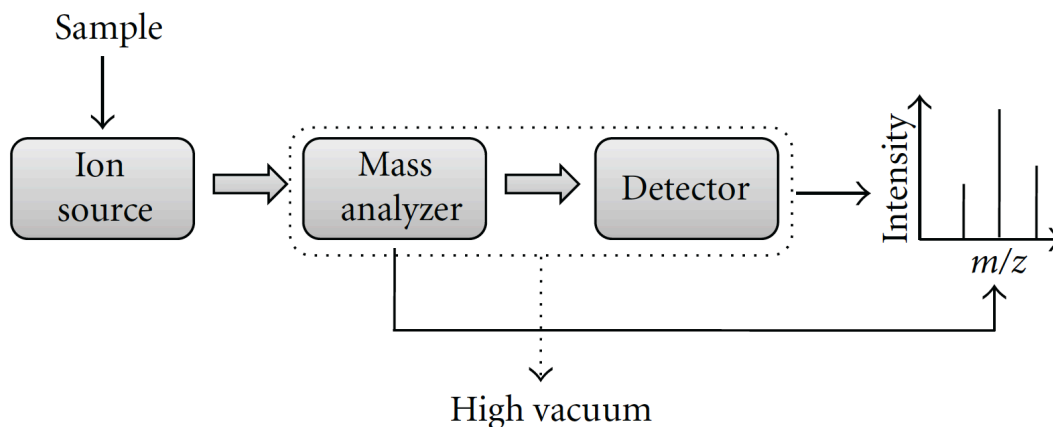 Sample
Ion
source
Mass
analyzer
Detector
Intensity
m/z
High vacuum